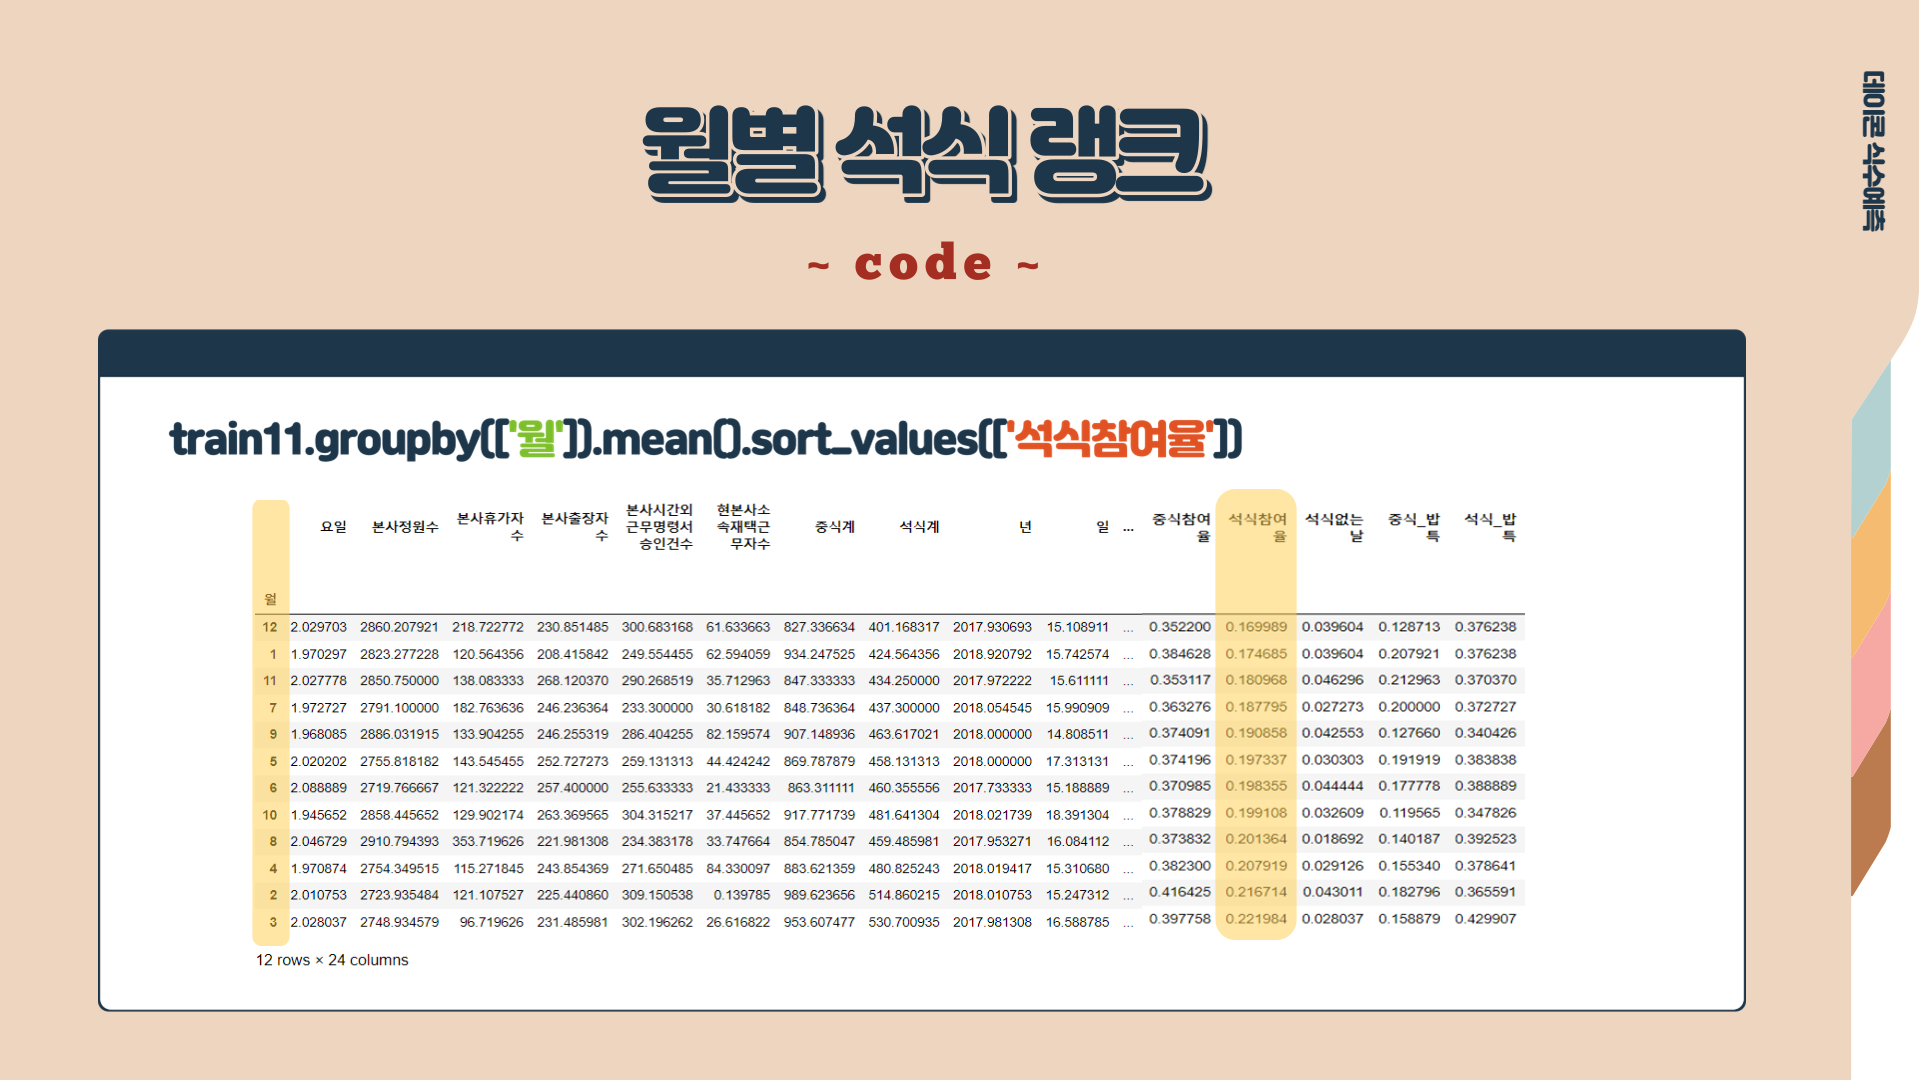 월별 석식 랭크
~ code ~
데이콘 식수예측
train11.groupby(['월']).mean().sort_values(['석식참여율'])
요일 본사정원수 본사휴가자수 본사출장자수 본사시간외근무명령서승인건수 현본사소속재택근무자수 중식계 석식계 년 일 ... 중식참여율 석식참여율 석식없는날 중식_밥특 석식_밥특
월
12 2.029703 2860.207921 218.722772 230.851485 300.683168 61.633663 827.336634 401.168317 2017.930693 15.108911 ... 0.352200 0.169989 0.039604 0.128713 0.376238
1 1.970297 2823.277228 120.564356 208.415842 249.554455 62.594059 934.247525 424.564356 2018.920792 15.742574 ... 0.384628 0.174685 0.039604 0.207921 0.376238
11 2.027778 2850.750000 138.083333 268.120370 290.268519 35.712963 847.333333 434.250000 2017.972222 15.611111 ... 0.353117 0.180968 0.046296 0.212963 0.370370
7 1.972727 2791.100000 182.763636 246.236364 233.300000 30.618182 848.736364 437.300000 2018.054545 15.990909 ... 0.363276 0.187795 0.027273 0.200000 0.372727
9 1.968085 2886.031915 133.904255 246.255319 286.404255 82.159574 907.148936 463.617021 2018.000000 14.808511 ... 0.374091 0.190858 0.042553 0.127660 0.340426
5 2.020202 2755.818182 143.545455 252.727273 259.131313 44.424242 869.787879 458.131313 2018.000000 17.313131 ... 0.374196 0.197337 0.030303 0.191919 0.383838
6 2.088889 2719.766667 121.322222 257.400000 255.633333 21.433333 863.311111 460.355556 2017.733333 15.188889 ... 0.370985 0.198355 0.044444 0.177778 0.388889
10 1.945652 2858.445652 129.902174 263.369565 304.315217 37.445652 917.771739 481.641304 2018.021739 18.391304 ... 0.378829 0.199108 0.032609 0.119565 0.347826
8 2.046729 2910.794393 353.719626 221.981308 234.383178 33.747664 854.785047 459.485981 2017.953271 16.084112 ... 0.373832 0.201364 0.018692 0.140187 0.392523
4 1.970874 2754.349515 115.271845 243.854369 271.650485 84.330097 883.621359 480.825243 2018.019417 15.310680 ... 0.382300 0.207919 0.029126 0.155340 0.378641
2 2.010753 2723.935484 121.107527 225.440860 309.150538 0.139785 989.623656 514.860215 2018.010753 15.247312 ... 0.416425 0.216714 0.043011 0.182796 0.365591
3 2.028037 2748.934579 96.719626 231.485981 302.196262 26.616822 953.607477 530.700935 2017.981308 16.588785 ... 0.397758 0.221984 0.028037 0.158879 0.429907
12 rows × 24 columns